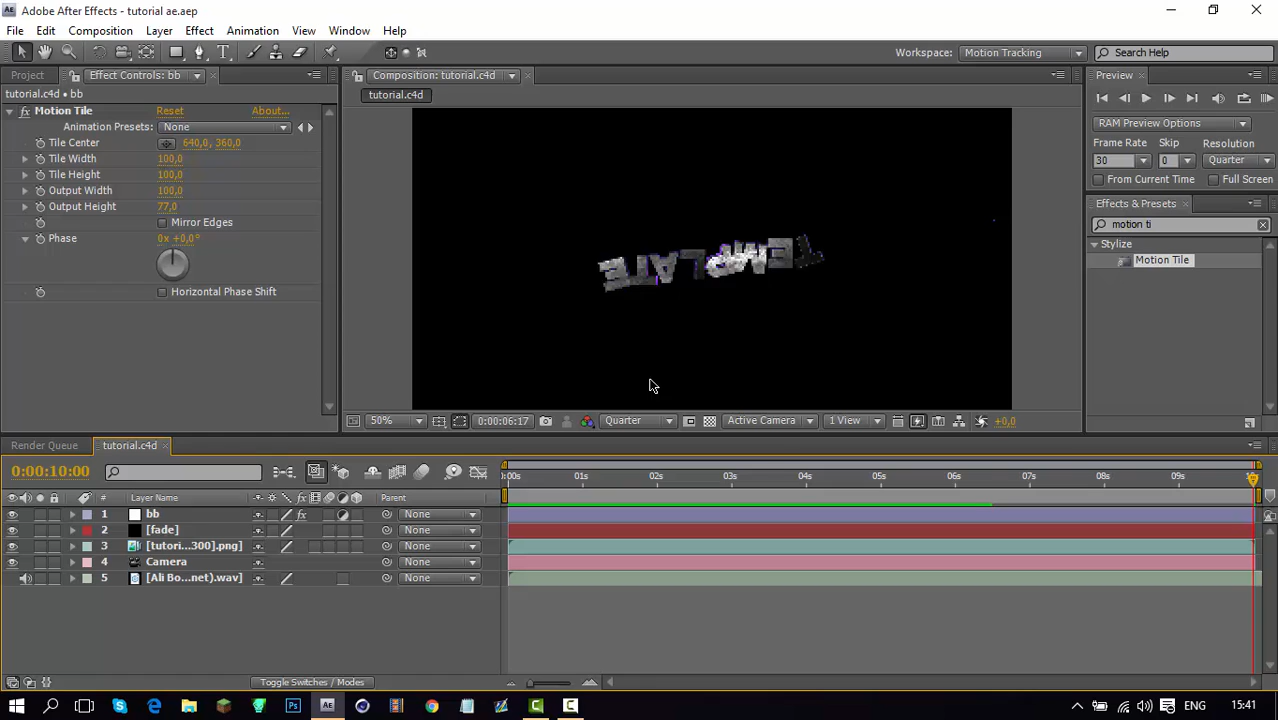 Adobe After Effects - tutorial ae.aep
File Edit Composition Layer Effect Animation View Window Help
Workspace: Motion Tracking Search Help
Project Effect Controls: bb Composition: tutorial.c4d Preview
tutorial.c4d • bb tutorial.c4d
Motion Tile Reset About...
Animation Presets: None
Tile Center 640,0, 360,0
Tile Width 100,0
Tile Height 100,0
Output Width 100,0
Output Height 77,0
Mirror Edges
Phase 0x +0,0°
Horizontal Phase Shift
TEMPLATE
RAM Preview Options
Frame Rate Skip Resolution
30 0 Quarter
From Current Time Full Screen
Effects & Presets
motion ti
Stylize
Motion Tile
50% 0:00:06:17 Quarter Active Camera 1 View +0,0
Render Queue tutorial.c4d
0:00:10:00
:00s 01s 02s 03s 04s 05s 06s 07s 08s 09s
# Layer Name Parent
1 bb None
2 [fade] None
3 [tutori...300].png] None
4 Camera None
5 [Ali Bo...net).wav] None
Toggle Switches / Modes
ENG 15:41